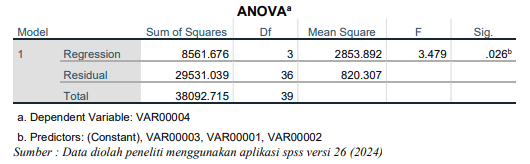 ANOVAa
Model Sum of Squares Df Mean Square F Sig.
1 Regression 8561.676 3 2853.892 3.479 .026b
Residual 29531.039 36 820.307
Total 38092.715 39
a. Dependent Variable: VAR00004
b. Predictors: (Constant), VAR00003, VAR00001, VAR00002
Sumber : Data diolah peneliti menggunakan aplikasi spss versi 26 (2024)